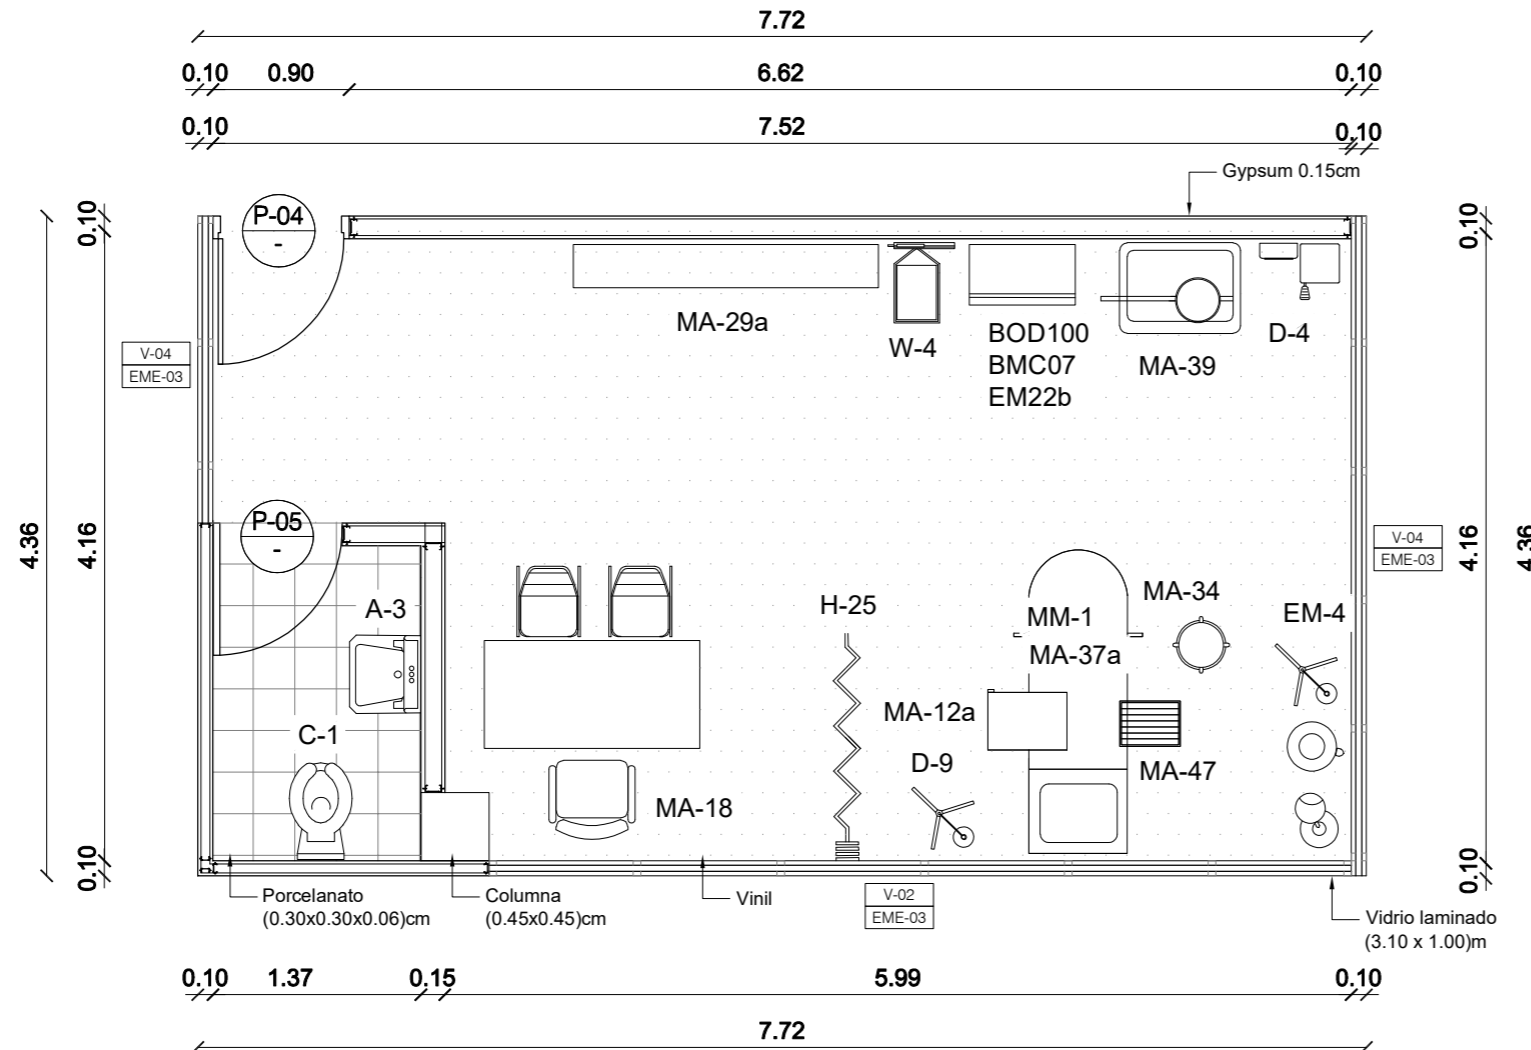 7.72
0.10 0.90 6.62 0.10
0.10 7.52 0.10
Gypsum 0.15cm
0.10
0.10
P-04
-
MA-29a
W-4
BOD100
BMC07
EM22b
MA-39
D-4
V-04
EME-03
4.36
4.16
P-05
-
V-04
EME-03
4.16
4.36
A-3
H-25
MM-1
MA-37a
MA-34
EM-4
C-1
MA-12a
D-9
MA-47
MA-18
0.10
0.10
Porcelanato
(0.30x0.30x0.06)cm
Columna
(0.45x0.45)cm
Vinil
V-02
EME-03
Vidrio laminado
(3.10 x 1.00)m
0.10 1.37 0.15 5.99 0.10
7.72